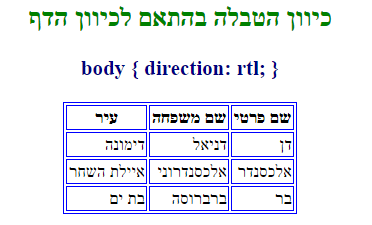 כיוון הטבלה בהתאם לכיוון הדף
body { direction: rtl; }
שם פרטי שם משפחה עיר
דן דניאל דימונה
אלכסנדר אלכסנדרוני איילת השחר
בר ברברוסה בת ים